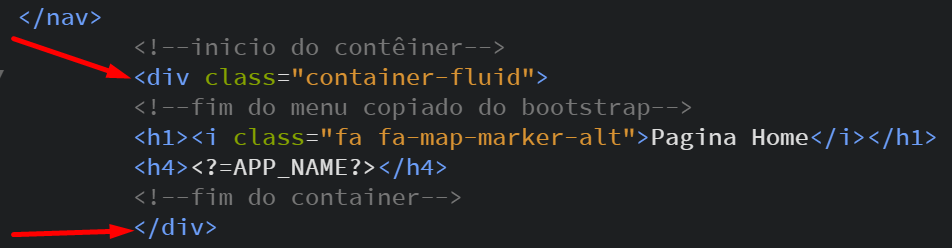 </nav>
<!--inicio do contêiner-->
<div class="container-fluid">
<!--fim do menu copiado do bootstrap-->
<h1><i class="fa fa-map-marker-alt">Pagina Home</i></h1>
<h4><?=APP_NAME?></h4>
<!--fim do container-->
</div>